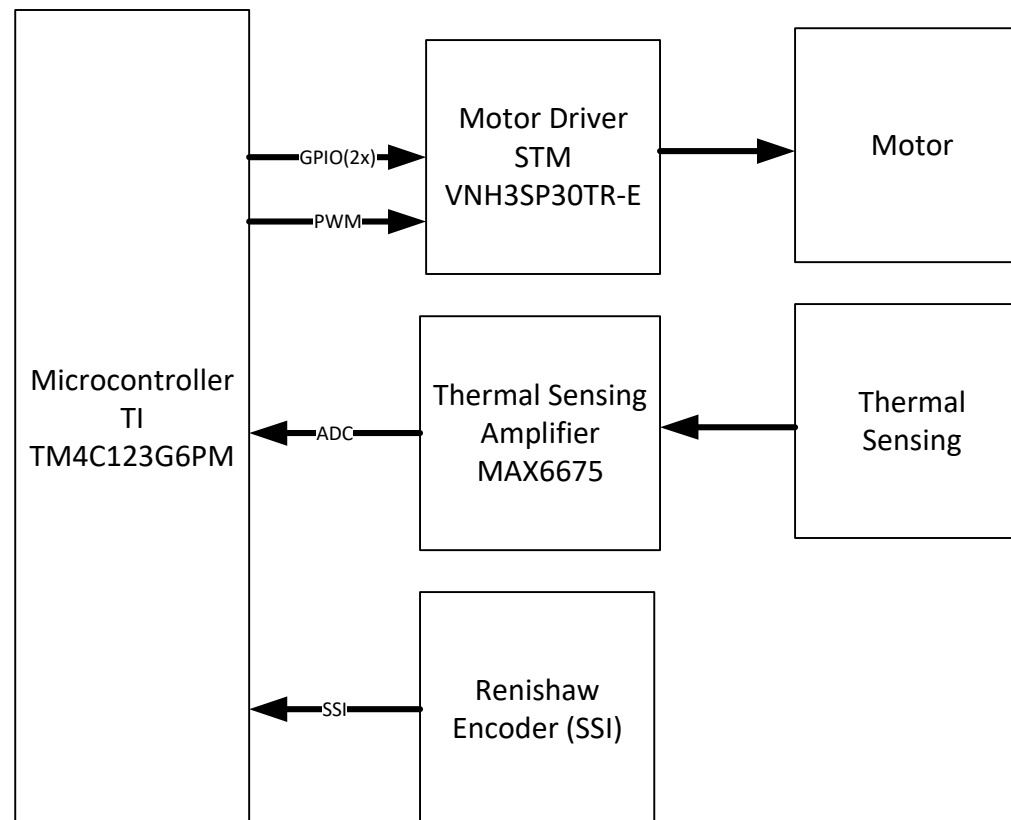 Microcontroller
TI
TM4C123G6PM
GPIO(2x)
PWM
Motor Driver
STM
VNH3SP30TR-E
Motor
ADC
Thermal Sensing
Amplifier
MAX6675
Thermal
Sensing
SSI
Renishaw
Encoder (SSI)